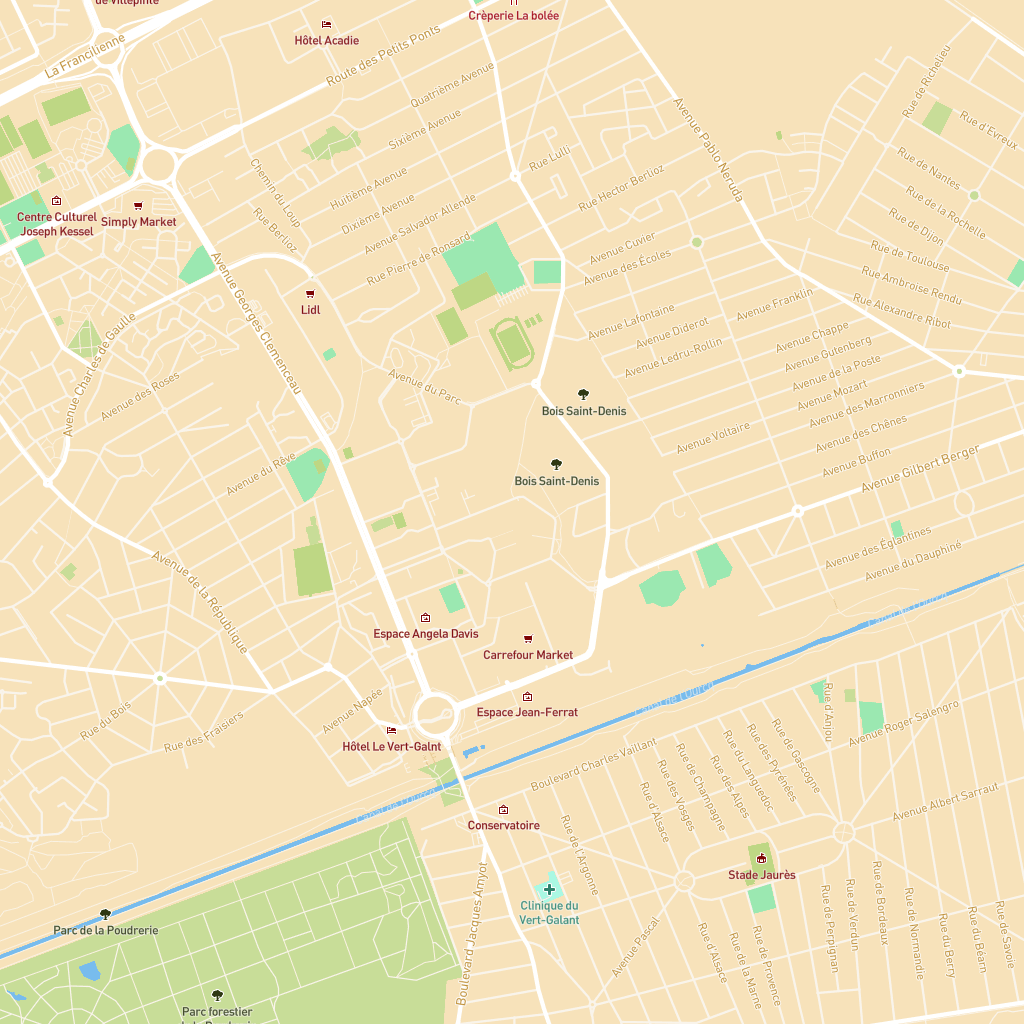 de Villepinte
Crèperie La bolée
Hôtel Acadie
La Francilienne
Route des Petits Ponts
Quatrième Avenue
Sixième Avenue
Huitième Avenue
Dixième Avenue
Avenue Salvador Allende
Rue Pierre de Ronsard
Chemin du Loup
Rue Berlioz
Rue Lulli
Rue Hector Berlioz
Avenue Pablo Neruda
Rue de Richelieu
Rue d'Evreux
Rue de Nantes
Rue de la Rochelle
Rue de Dijon
Rue de Toulouse
Rue Ambroise Rendu
Rue Alexandre Ribot
Centre Culturel
Joseph Kessel
Simply Market
Lidl
Avenue Georges Clemenceau
Avenue Charles de Gaulle
Avenue des Roses
Avenue du Rêve
Avenue du Parc
Avenue Cuvier
Avenue des Écoles
Avenue Lafontaine
Avenue Diderot
Avenue Ledru-Rollin
Avenue Franklin
Avenue Chappe
Avenue Gutenberg
Avenue de la Poste
Avenue Mozart
Avenue des Marronniers
Avenue des Chênes
Avenue Buffon
Avenue Voltaire
Avenue Gilbert Berger
Bois Saint-Denis
Bois Saint-Denis
Avenue des Églantines
Avenue du Dauphiné
Canal de l'Ourcq
Avenue de la République
Espace Angela Davis
Carrefour Market
Espace Jean-Ferrat
Avenue Napée
Hôtel Le Vert-Galnt
Rue du Bois
Rue des Fraisiers
Canal de l'Ourcq
Canal de l'Ourcq
Boulevard Charles Vaillant
Conservatoire
Rue de l'Argonne
Rue d'Alsace
Rue des Vosges
Rue de Champagne
Rue des Alpes
Rue du Languedoc
Rue des Pyrénées
Rue de Gascogne
Rue d'Anjou
Avenue Roger Salengro
Avenue Albert Sarraut
Stade Jaurès
Clinique du
Vert-Galant
Boulevard Jacques Amyot
Avenue Pascal
Rue d'Alsace
Rue de la Marne
Rue de Provence
Rue de Perpignan
Rue de Verdun
Rue de Bordeaux
Rue de Normandie
Rue du Berry
Rue du Béarn
Rue de Savoie
Parc de la Poudrerie
Parc forestier